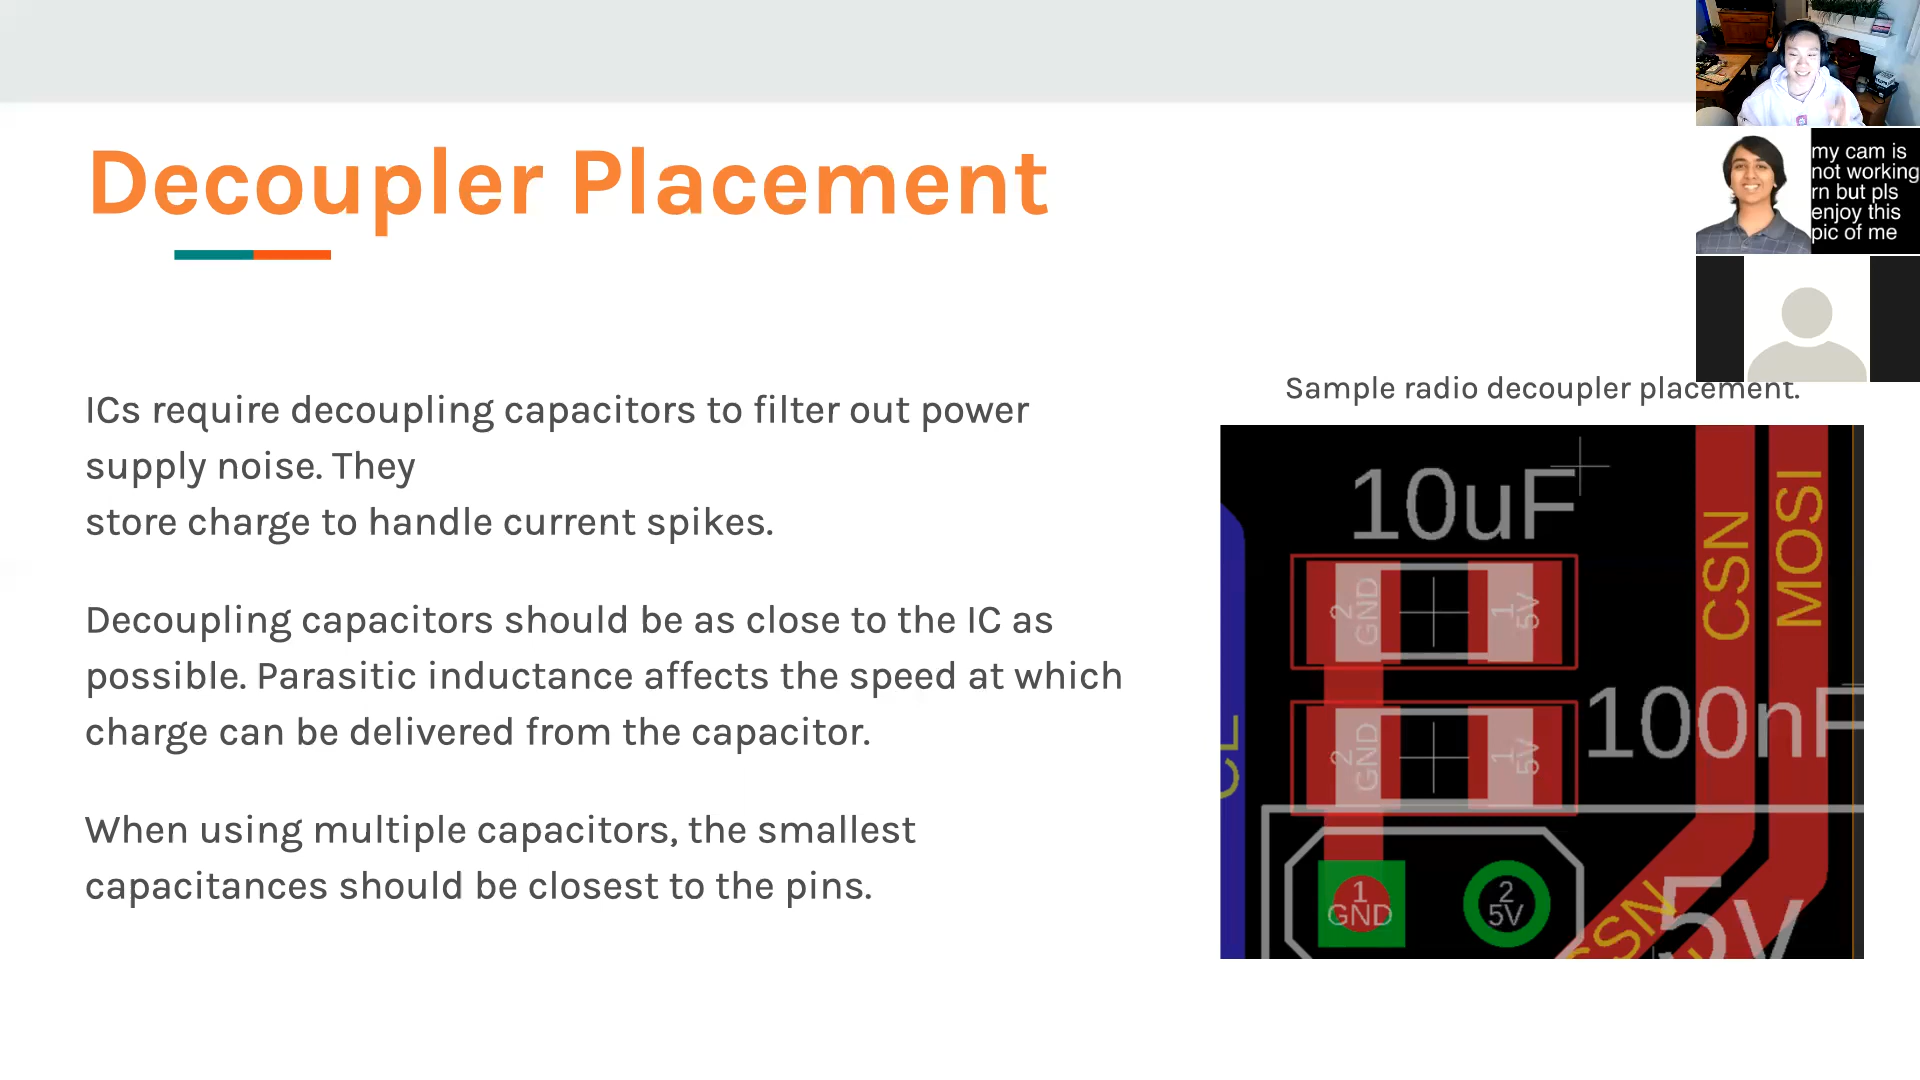 Decoupler Placement
ICs require decoupling capacitors to filter out power
supply noise. They
store charge to handle current spikes.
Decoupling capacitors should be as close to the IC as
possible. Parasitic inductance affects the speed at which
charge can be delivered from the capacitor.
When using multiple capacitors, the smallest
capacitances should be closest to the pins.
my cam is
not working
rn but pls
enjoy this
pic of me
Sample radio decoupler placement.
10uF
CSN
MOSI
2
GND
1
5V
100nF
2
GND
1
5V
1
GND
2
5V
CSN
5v